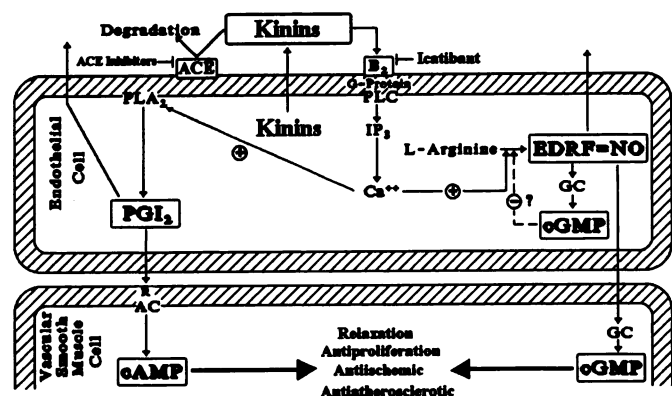 Degradation
Kinins
ACE Inhibitors
ACE
B2
Icatibant
G-Protein
PLA2
PLC
Kinins
IP3
L-Arginine
EDRF=NO
Endothelial
Cell
Ca++
GC
?
PGI2
cGMP
R
AC
Vascular
Smooth
Muscle
Cell
cAMP
Relaxation
Antiproliferation
Antiischemic
Antiatherosclerotic
GC
cGMP